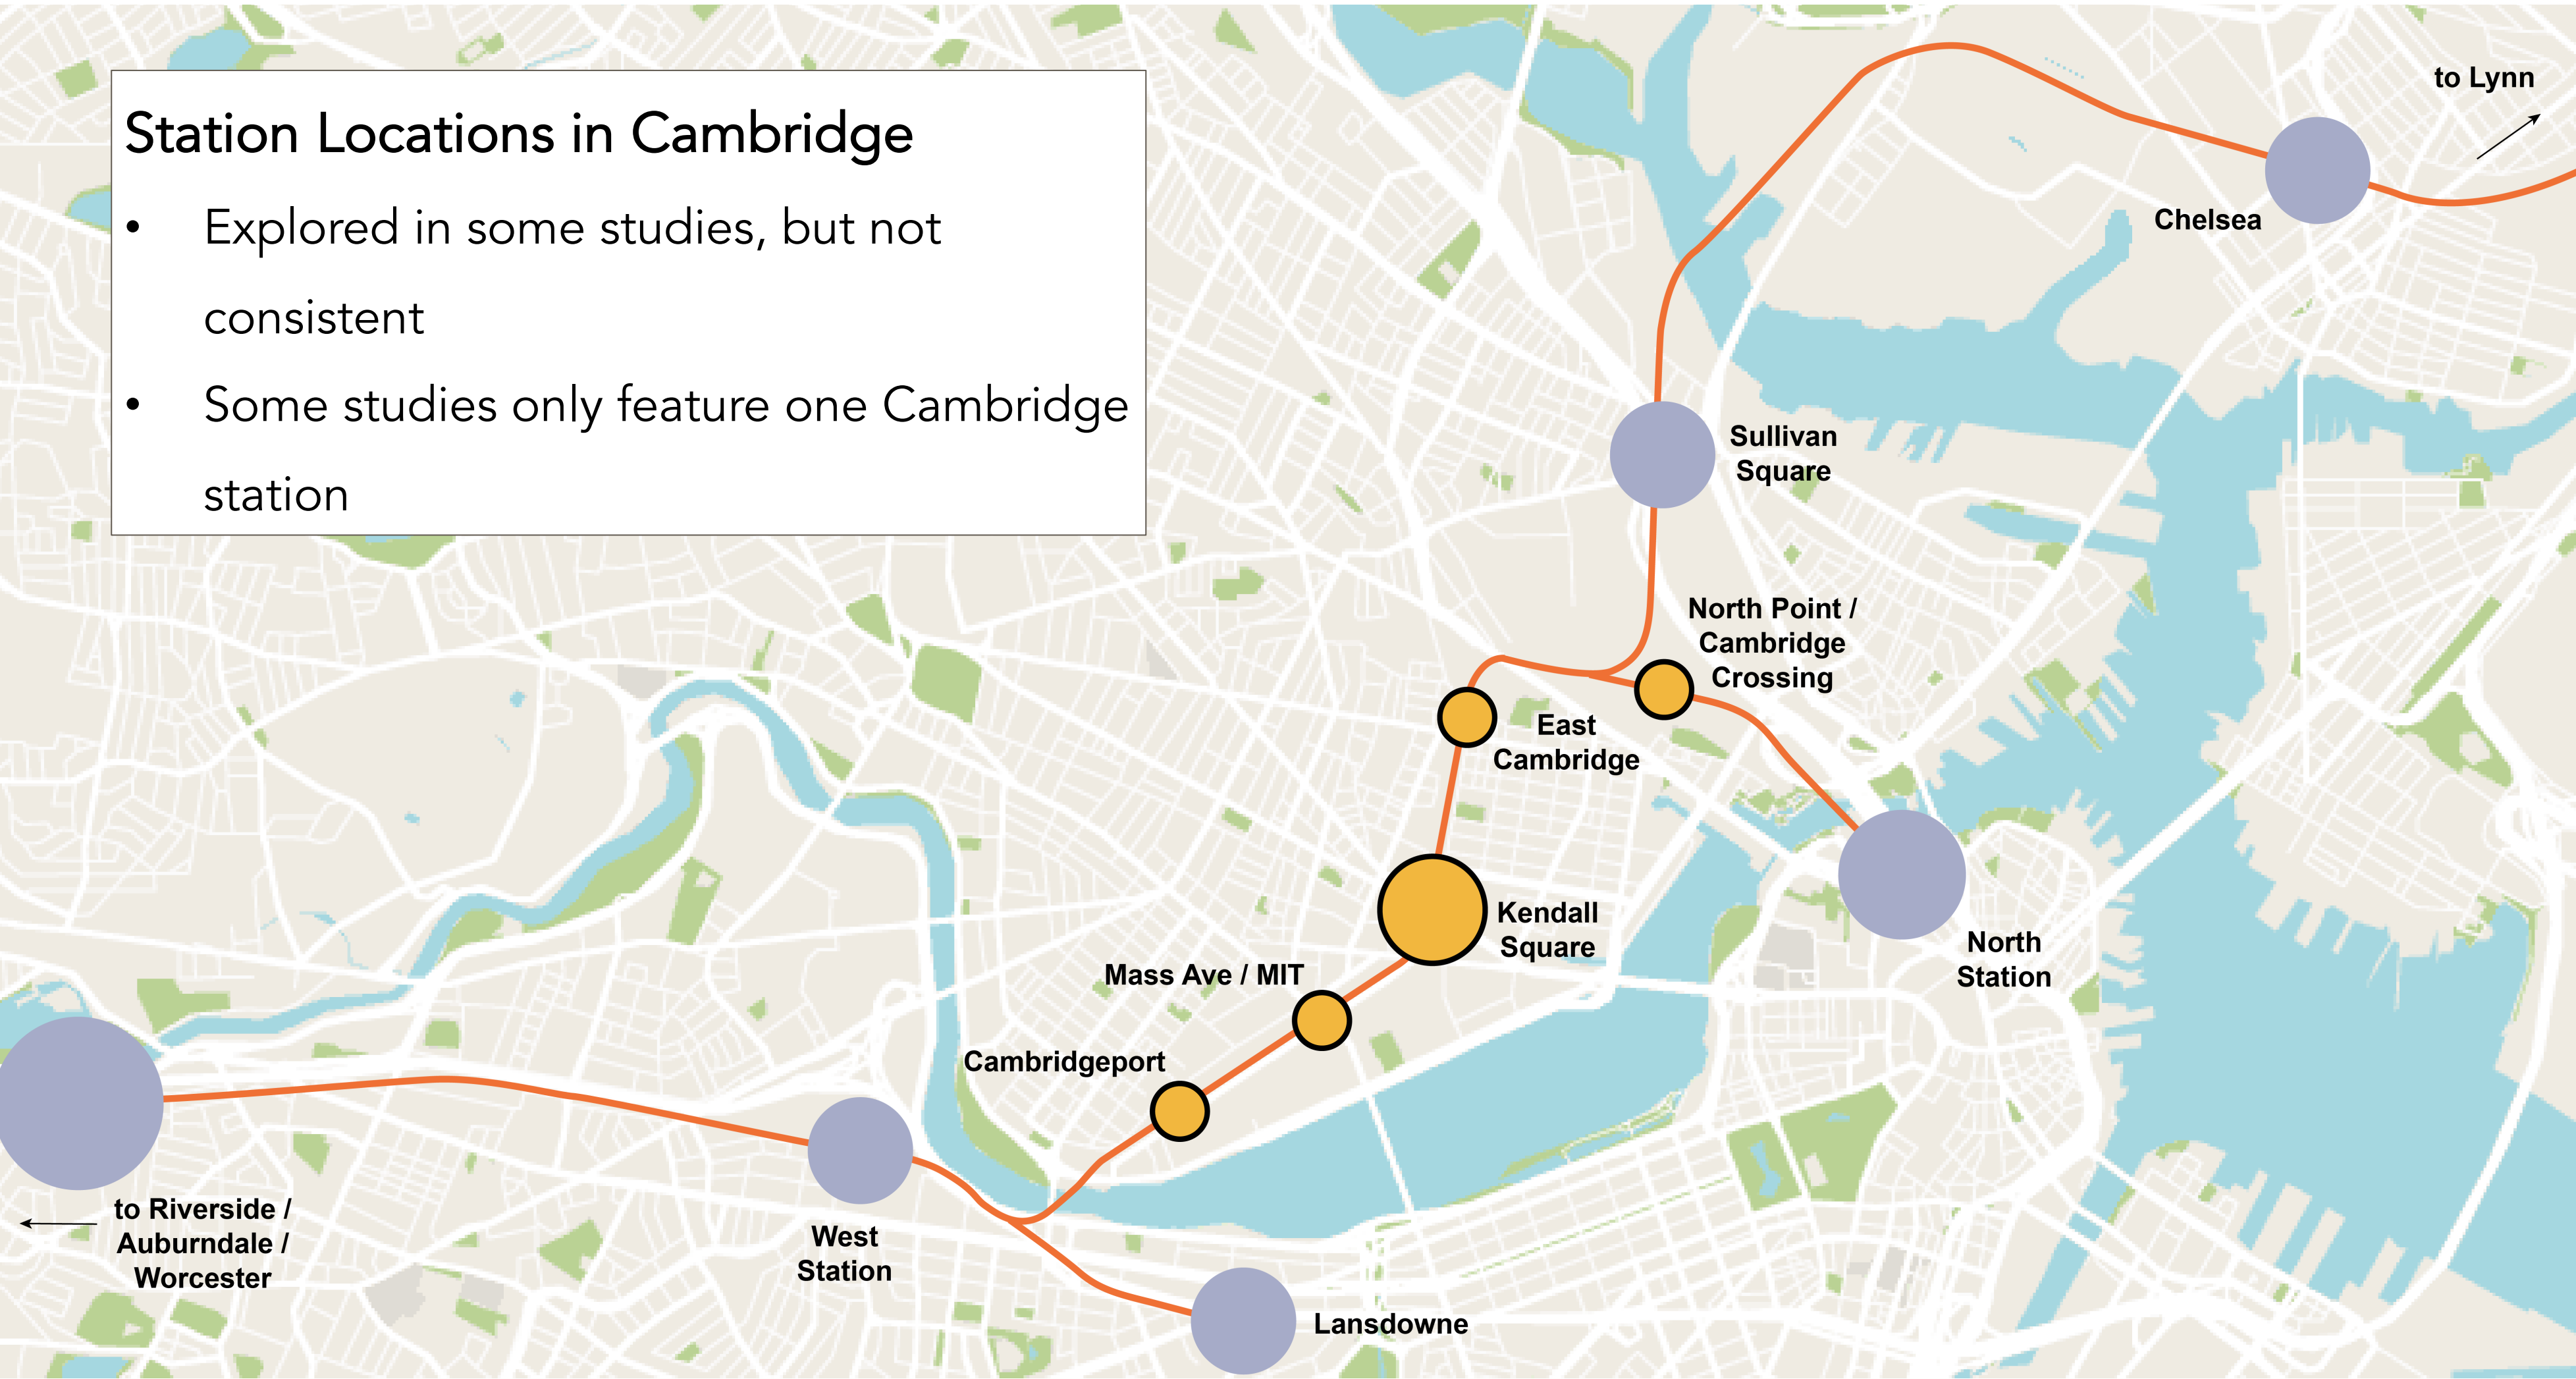 Station Locations in Cambridge
• Explored in some studies, but not
consistent
• Some studies only feature one Cambridge
station
to Lynn
Chelsea
Sullivan
Square
North Point /
Cambridge
Crossing
East
Cambridge
Kendall
Square
North
Station
Mass Ave / MIT
Cambridgeport
to Riverside /
Auburndale /
Worcester
West
Station
Lansdowne